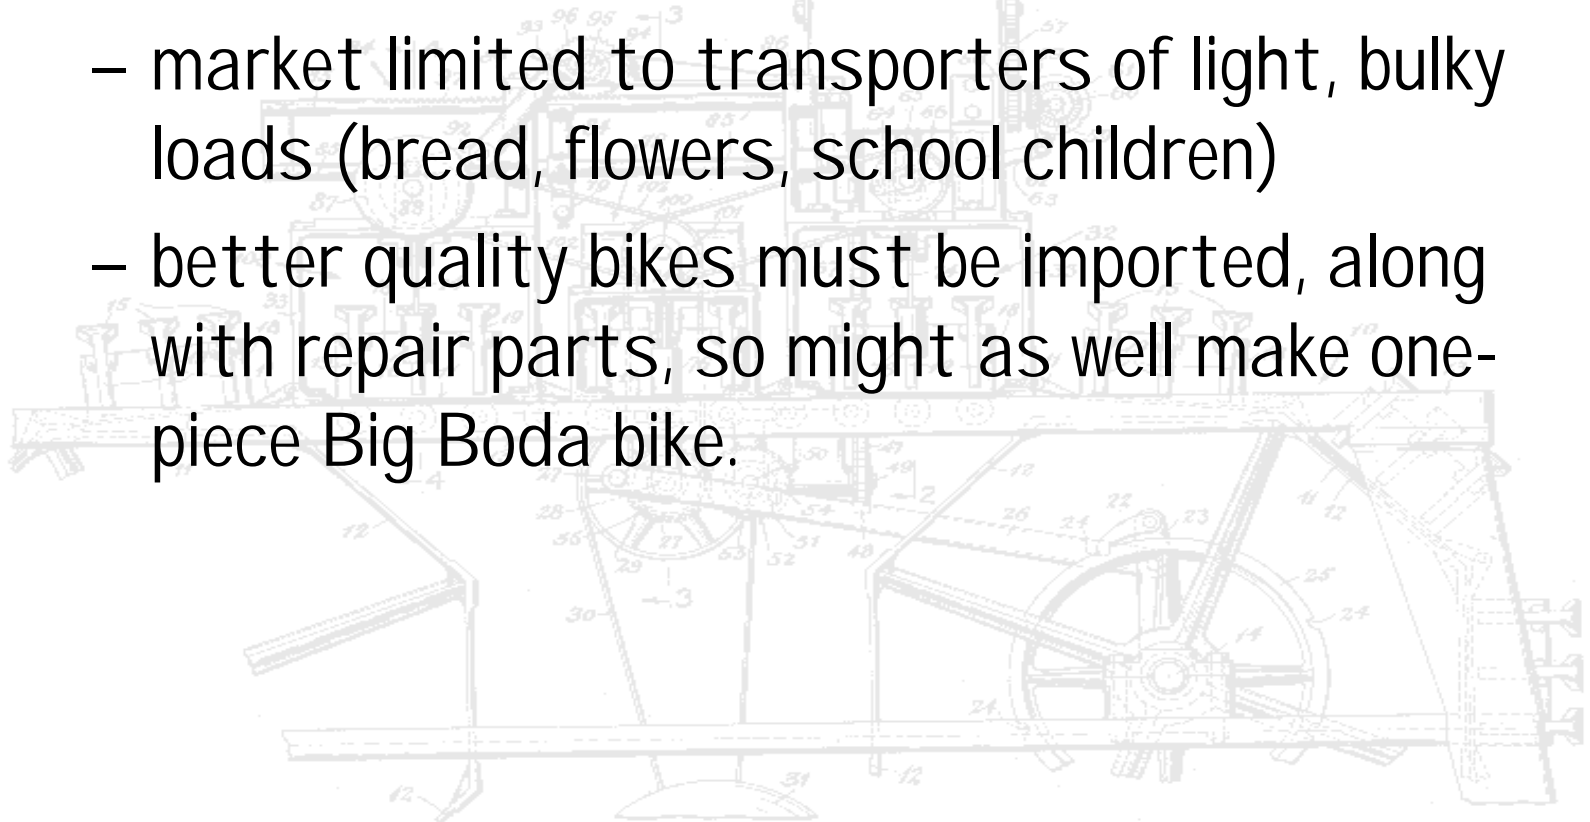 – market limited to transporters of light, bulky
loads (bread, flowers, school children)
– better quality bikes must be imported, along
with repair parts, so might as well make one-
piece Big Boda bike.